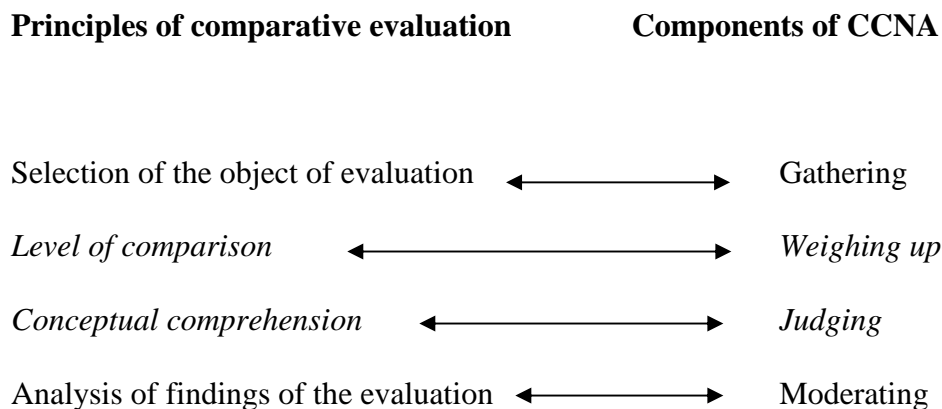 Principles of comparative evaluation Components of CCNA
Selection of the object of evaluation Gathering
Level of comparison Weighing up
Conceptual comprehension Judging
Analysis of findings of the evaluation Moderating